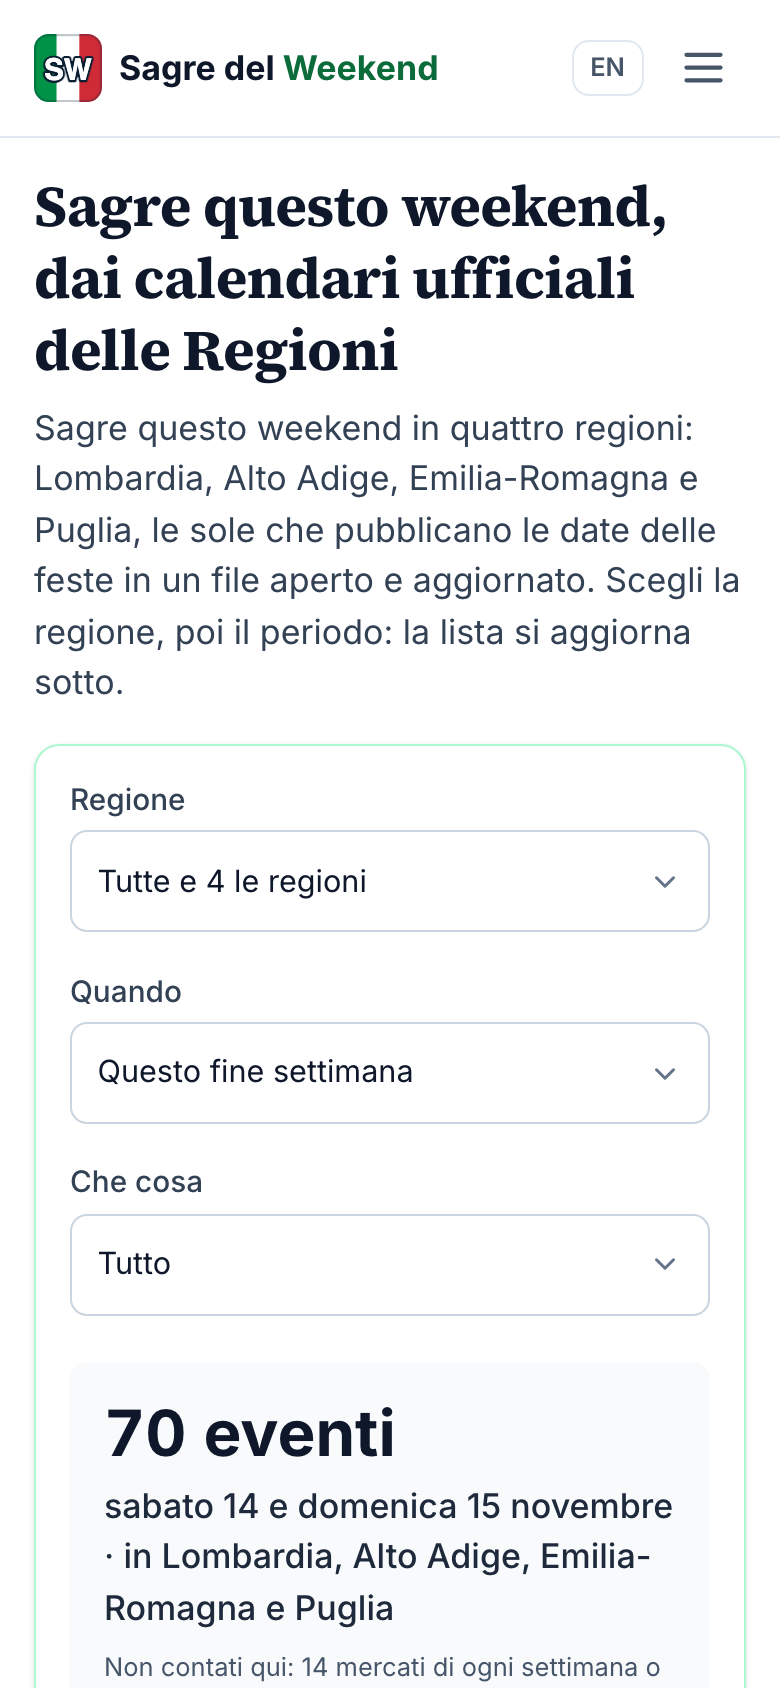 SW Sagre del Weekend EN
Sagre questo weekend,
dai calendari ufficiali
delle Regioni
Sagre questo weekend in quattro regioni:
Lombardia, Alto Adige, Emilia-Romagna e
Puglia, le sole che pubblicano le date delle
feste in un file aperto e aggiornato. Scegli la
regione, poi il periodo: la lista si aggiorna
sotto.
Regione
Tutte e 4 le regioni
Quando
Questo fine settimana
Che cosa
Tutto
70 eventi
sabato 14 e domenica 15 novembre
· in Lombardia, Alto Adige, Emilia-
Romagna e Puglia
Non contati qui: 14 mercati di ogni settimana o